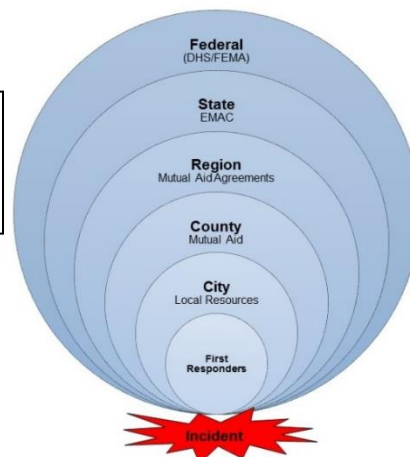 Federal
(DHS/FEMA)
State
EMAC
Region
Mutual Aid Agreements
County
Mutual Aid
City
Local Resources
First
Responders
Incident